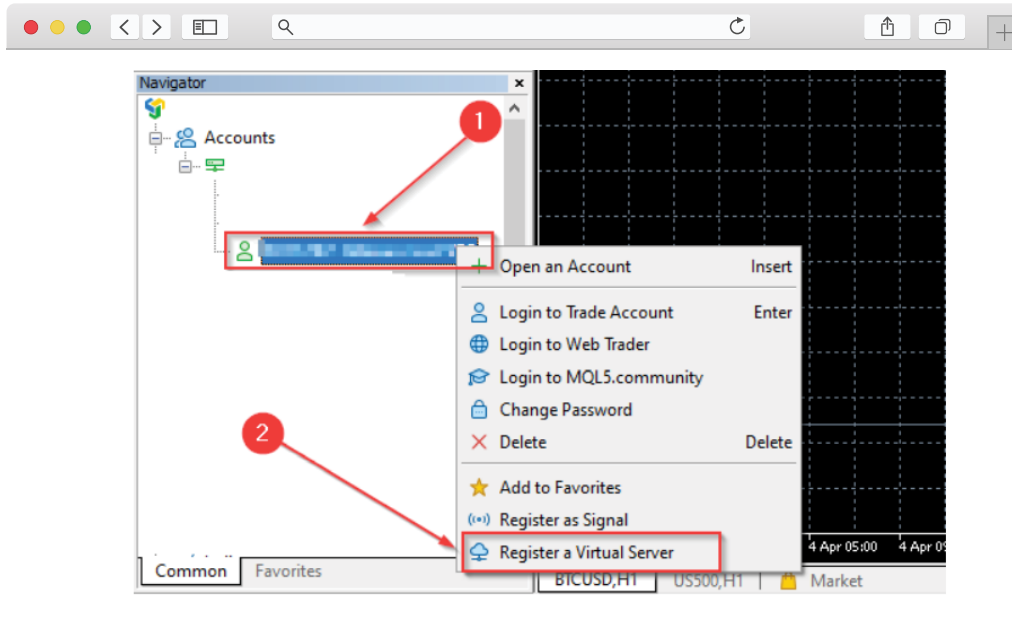 Navigator
Accounts
1
Open an Account Insert
Login to Trade Account Enter
Login to Web Trader
Login to MQL5.community
Change Password
2
Delete Delete
Add to Favorites
Register as Signal
Register a Virtual Server
4 Apr 05:00 4 Apr
Common Favorites
BTCUSD,H1 US500,H1 | Market